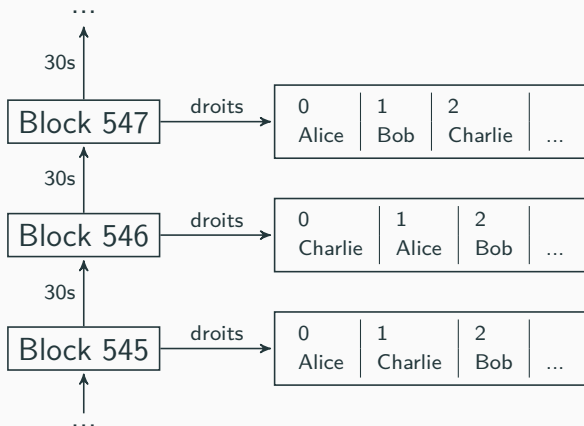 ...
30s
Block 547
droits
0 1 2
Alice Bob Charlie ...
30s
Block 546
droits
0 1 2
Charlie Alice Bob ...
30s
Block 545
droits
0 1 2
Alice Charlie Bob ...
...